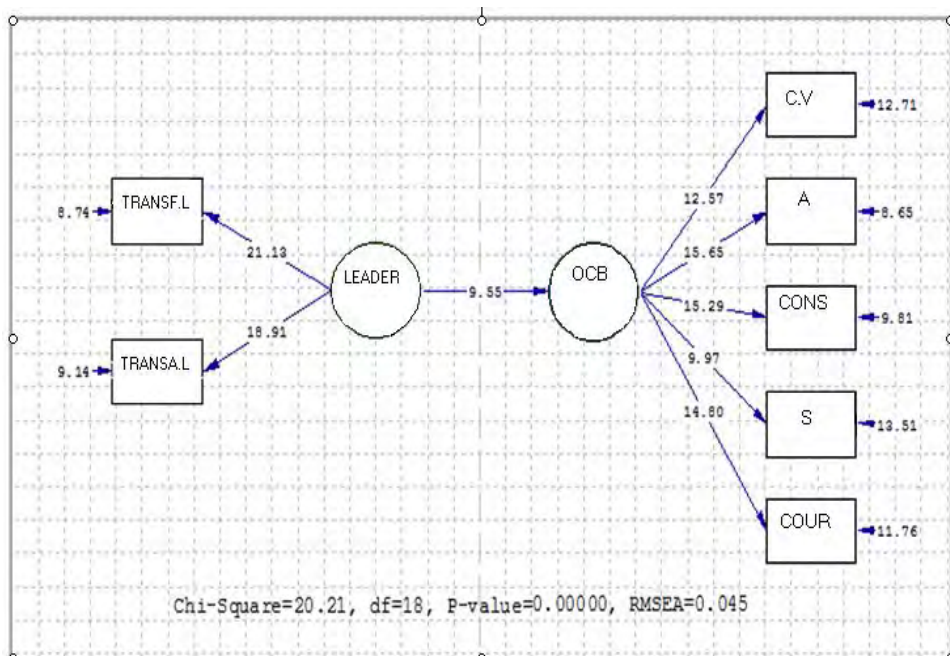 C.V
12.71
12.57
TRANSF.L
8.74
A
8.65
21.13
15.65
LEADER
9.55
OCB
15.29
CONS
9.81
18.91
9.97
TRANSA.L
9.14
14.80
S
13.51
COUR
11.76
Chi-Square=20.21, df=18, P-value=0.00000, RMSEA=0.045